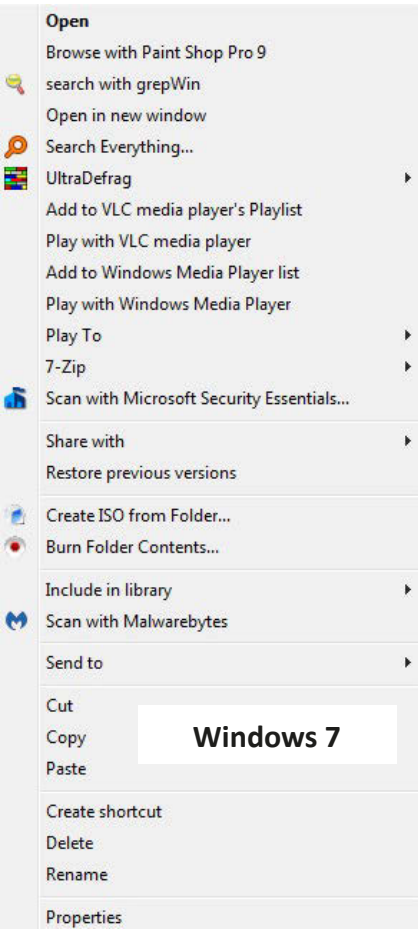 Open
Browse with Paint Shop Pro 9
search with grepWin
Open in new window
Search Everything...
UltraDefrag
Add to VLC media player's Playlist
Play with VLC media player
Add to Windows Media Player list
Play with Windows Media Player
Play To
7-Zip
Scan with Microsoft Security Essentials...
Share with
Restore previous versions
Create ISO from Folder...
Burn Folder Contents...
Include in library
Scan with Malwarebytes
Send to
Cut
Copy
Windows 7
Paste
Create shortcut
Delete
Rename
Properties